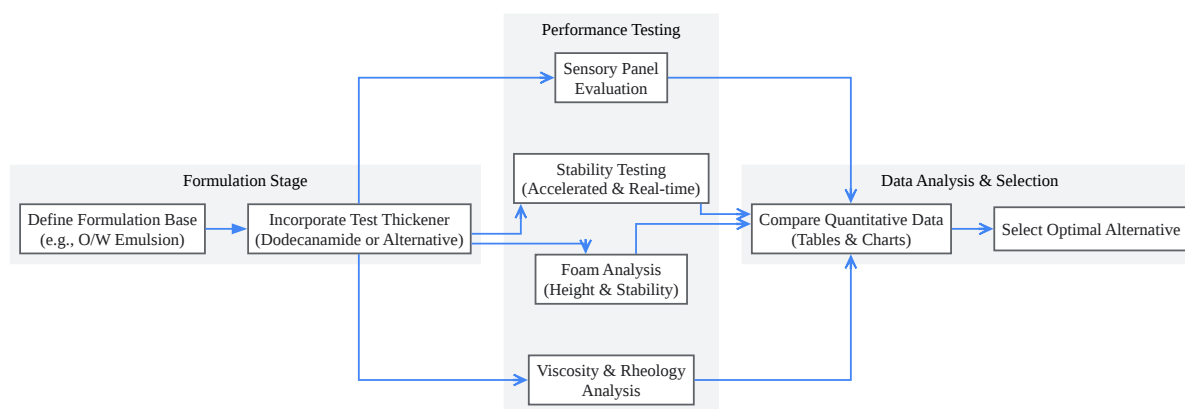 Performance Testing
Sensory Panel
Evaluation
Stability Testing
(Accelerated & Real-time)
Formulation Stage
Data Analysis & Selection
Define Formulation Base
(e.g., O/W Emulsion)
Incorporate Test Thickener
(Dodecanamide or Alternative)
Compare Quantitative Data
(Tables & Charts)
Select Optimal Alternative
Foam Analysis
(Height & Stability)
Viscosity & Rheology
Analysis